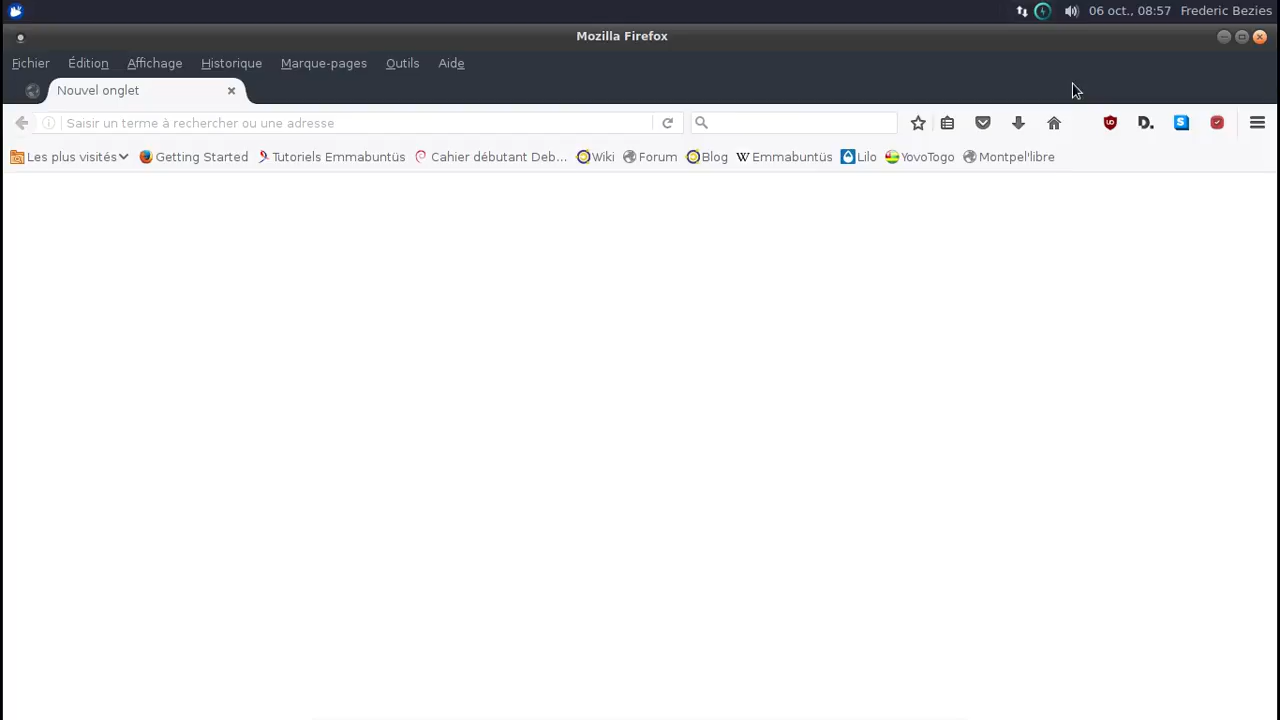 06 oct., 08:57 Frederic Bezies
Mozilla Firefox
Fichier Édition Affichage Historique Marque-pages Outils Aide
Nouvel onglet
Saisir un terme à rechercher ou une adresse
Les plus visités Getting Started Tutoriels Emmabuntüs Cahier débutant Deb... Wiki Forum Blog Emmabuntüs Lilo YovoTogo Montpel'libre